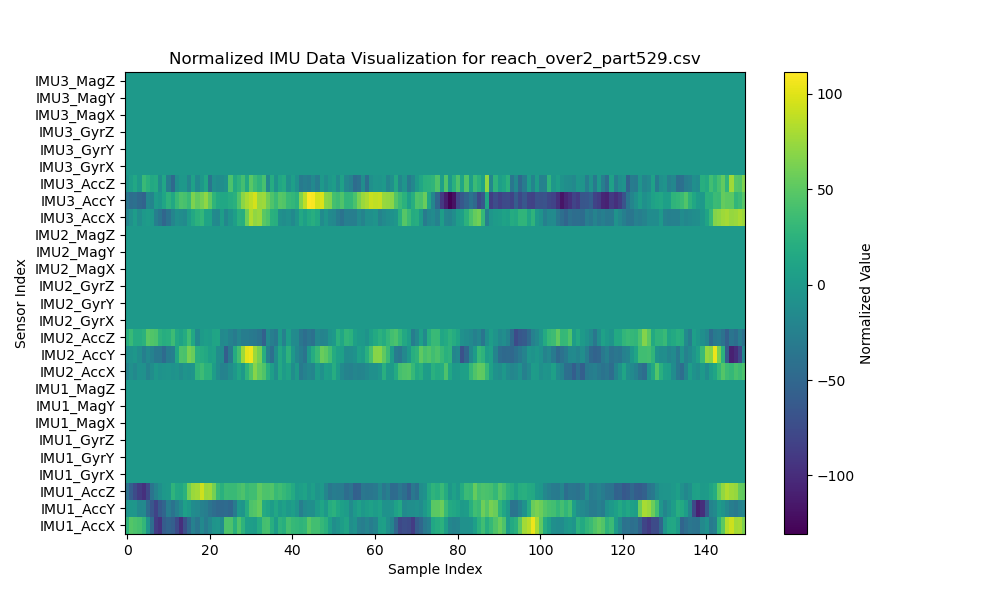 Normalized IMU Data Visualization for reach_over2_part529.csv
IMU3_MagZ
IMU3_MagY
IMU3_MagX
IMU3_GyrZ
IMU3_GyrY
IMU3_GyrX
IMU3_AccZ
IMU3_AccY
IMU3_AccX
IMU2_MagZ
IMU2_MagY
IMU2_MagX
IMU2_GyrZ
IMU2_GyrY
IMU2_GyrX
IMU2_AccZ
IMU2_AccY
IMU2_AccX
IMU1_MagZ
IMU1_MagY
IMU1_MagX
IMU1_GyrZ
IMU1_GyrY
IMU1_GyrX
IMU1_AccZ
IMU1_AccY
IMU1_AccX
Sensor Index
0 20 40 60 80 100 120 140
Sample Index
100
50
0
−50
−100
Normalized Value